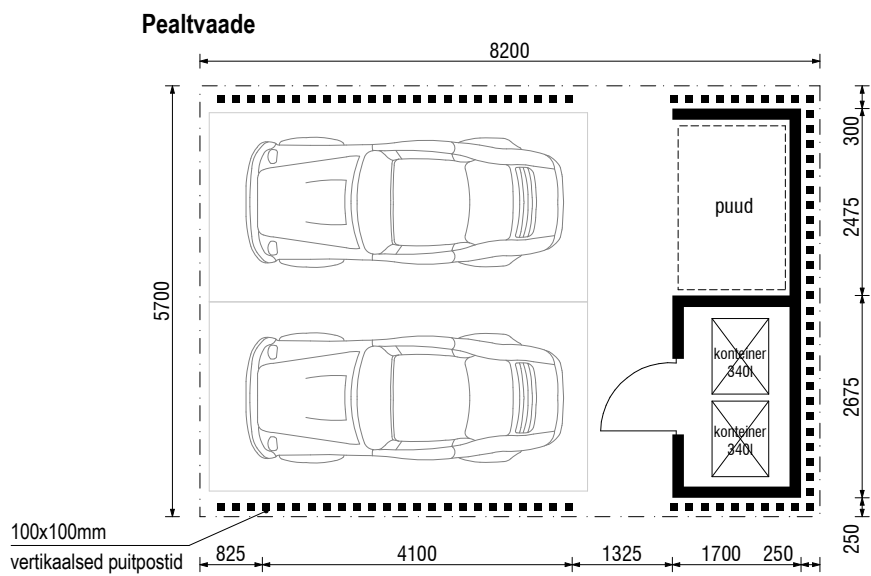 Pealtvaade
8200
5700
300
2475
2675
250
puud
konteiner
340l
konteiner
340l
100x100mm
vertikaalsed puitpostid
825
4100
1325
1700
250